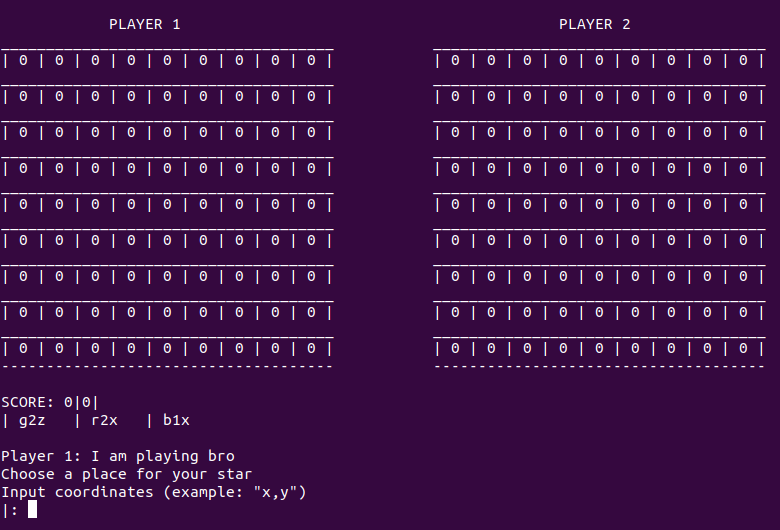 PLAYER 1                                          PLAYER 2
_____________________________________           _____________________________________
| 0 | 0 | 0 | 0 | 0 | 0 | 0 | 0 | 0 |           | 0 | 0 | 0 | 0 | 0 | 0 | 0 | 0 | 0 |
_____________________________________           _____________________________________
| 0 | 0 | 0 | 0 | 0 | 0 | 0 | 0 | 0 |           | 0 | 0 | 0 | 0 | 0 | 0 | 0 | 0 | 0 |
_____________________________________           _____________________________________
| 0 | 0 | 0 | 0 | 0 | 0 | 0 | 0 | 0 |           | 0 | 0 | 0 | 0 | 0 | 0 | 0 | 0 | 0 |
_____________________________________           _____________________________________
| 0 | 0 | 0 | 0 | 0 | 0 | 0 | 0 | 0 |           | 0 | 0 | 0 | 0 | 0 | 0 | 0 | 0 | 0 |
_____________________________________           _____________________________________
| 0 | 0 | 0 | 0 | 0 | 0 | 0 | 0 | 0 |           | 0 | 0 | 0 | 0 | 0 | 0 | 0 | 0 | 0 |
_____________________________________           _____________________________________
| 0 | 0 | 0 | 0 | 0 | 0 | 0 | 0 | 0 |           | 0 | 0 | 0 | 0 | 0 | 0 | 0 | 0 | 0 |
_____________________________________           _____________________________________
| 0 | 0 | 0 | 0 | 0 | 0 | 0 | 0 | 0 |           | 0 | 0 | 0 | 0 | 0 | 0 | 0 | 0 | 0 |
_____________________________________           _____________________________________
| 0 | 0 | 0 | 0 | 0 | 0 | 0 | 0 | 0 |           | 0 | 0 | 0 | 0 | 0 | 0 | 0 | 0 | 0 |
_____________________________________           _____________________________________
| 0 | 0 | 0 | 0 | 0 | 0 | 0 | 0 | 0 |           | 0 | 0 | 0 | 0 | 0 | 0 | 0 | 0 | 0 |
-------------------------------------           -------------------------------------
SCORE: 0|0|
| g2z   | r2x   | b1x
Player 1: I am playing bro
Choose a place for your star
Input coordinates (example: "x,y")
|: